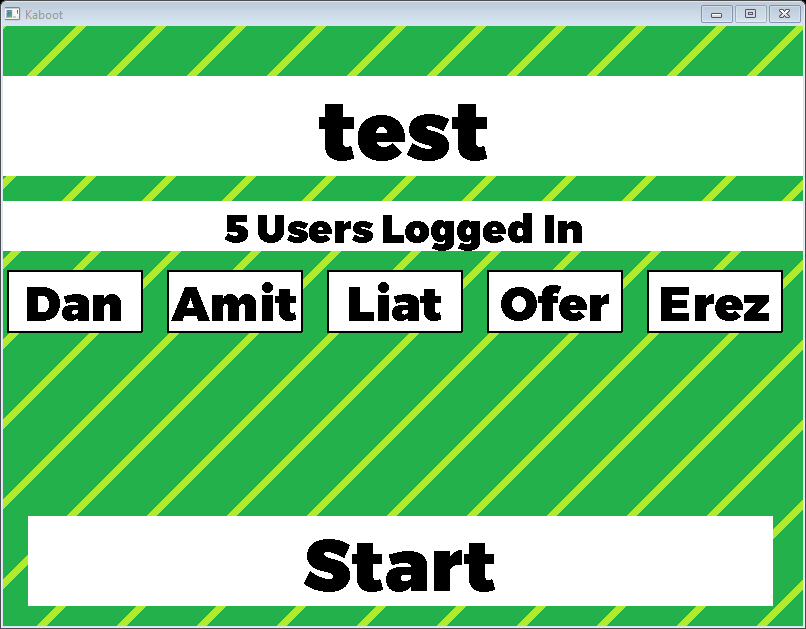 Kaboot
test
5 Users Logged In
Dan Amit Liat Ofer Erez
Start